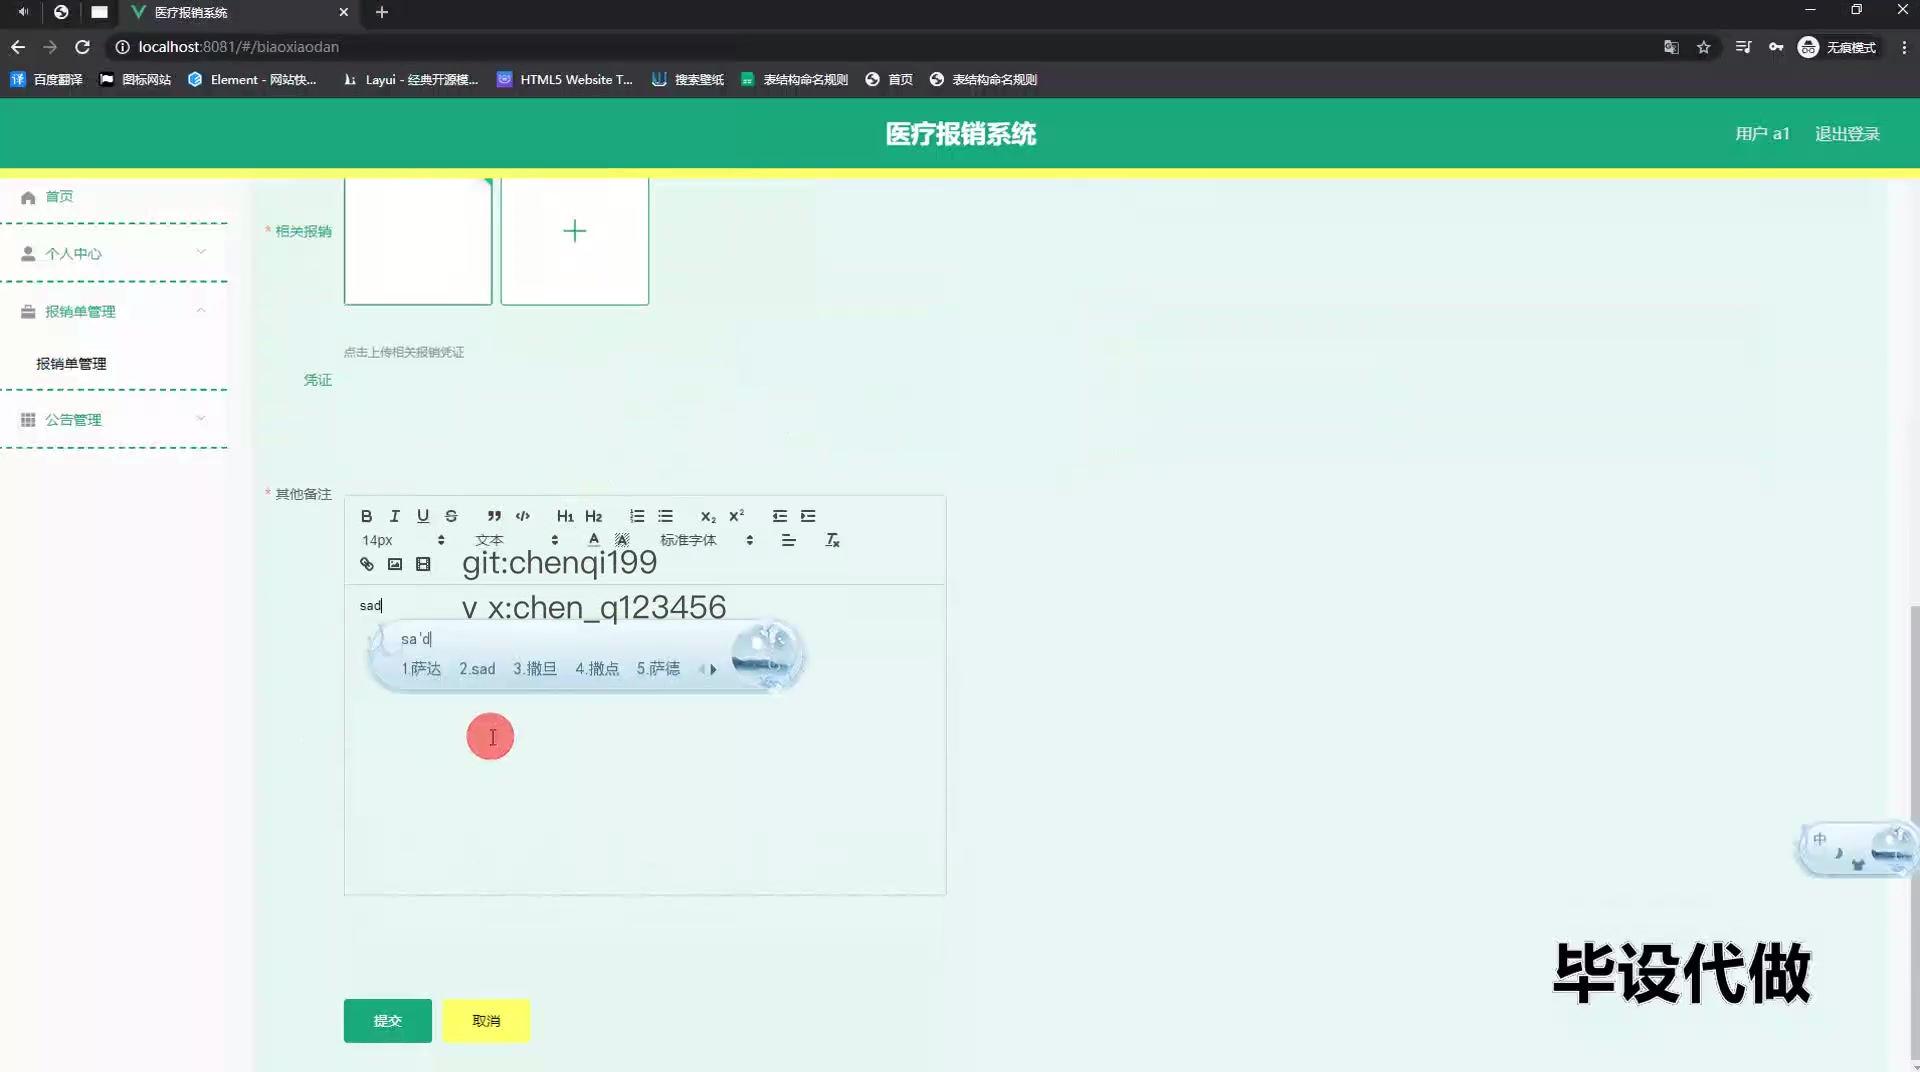 医疗报销系统
localhost:8081/#/biaoxiaodan
无痕模式
百度翻译
图标网站
Element - 网站快...
Layui - 经典开源模...
HTML5 Website T...
搜索壁纸
表结构命名规则
首页
表结构命名规则
医疗报销系统
用户 a1
退出登录
首页
个人中心
报销单管理
报销单管理
公告管理
* 相关报销
点击上传相关报销凭证
凭证
* 其他备注
14px
文本
标准字体
git:chenqi199
sad
v x:chen_q123456
sa'd
1.萨达 2.sad 3.撒旦 4.撒点 5.萨德
中
毕设代做
提交
取消